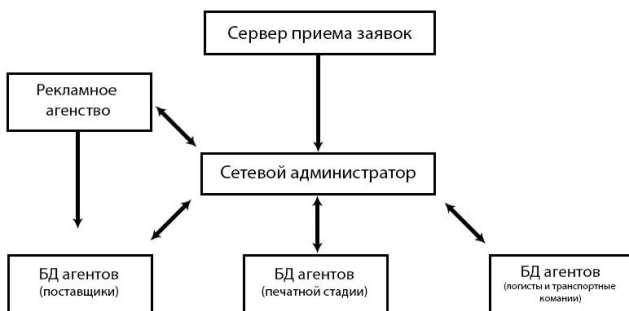 Сервер приема заявок
Рекламное
агенство
Сетевой администратор
БД агентов
(поставщики)
БД агентов
(печатной стадии)
БД агентов
(логисты и транспортные
комании)